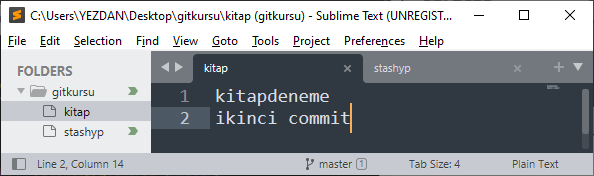 C:\Users\YEZDAN\Desktop\gitkursu\kitap (gitkursu) - Sublime Text (UNREGIST...
File Edit Selection Find View Goto Tools Project Preferences Help
FOLDERS
gitkursu
kitap
stashyp
kitap stashyp
1 kitapdeneme
2 ikinci commit
Line 2, Column 14 master 1 Tab Size: 4 Plain Text